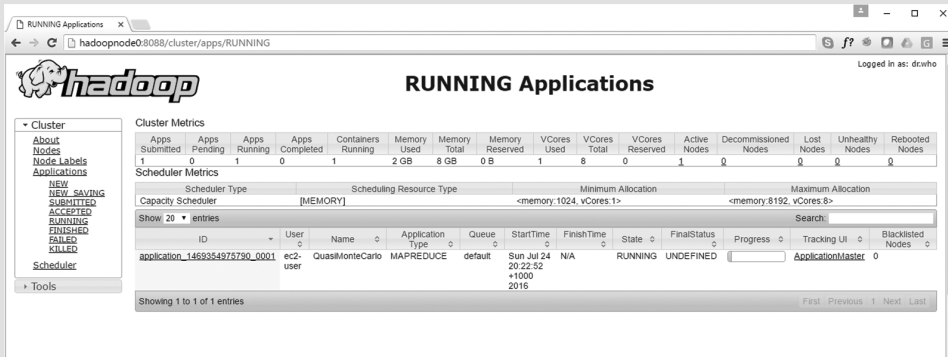 RUNNING Applications
hadoopnode0:8088/cluster/apps/RUNNING
Logged in as: dr.who
hadoop
RUNNING Applications
Cluster
About
Nodes
Node Labels
Applications
NEW
NEW_SAVING
SUBMITTED
ACCEPTED
RUNNING
FINISHED
FAILED
KILLED
Scheduler
Tools
Cluster Metrics
Apps Submitted Apps Pending Apps Running Apps Completed Containers Running Memory Used Memory Total Memory Reserved VCores Used VCores Total VCores Reserved Active Nodes Decommissioned Nodes Lost Nodes Unhealthy Nodes Rebooted Nodes
1 0 1 0 1 2 GB 8 GB 0 B 1 8 0 1 0 0 0 0
Scheduler Metrics
Scheduler Type Scheduling Resource Type Minimum Allocation Maximum Allocation
Capacity Scheduler [MEMORY] <memory:1024, vCores:1> <memory:8192, vCores:8>
Show 20 entries Search:
ID User Name Application Type Queue StartTime FinishTime State FinalStatus Progress Tracking UI Blacklisted Nodes
application_1469354975790_0001 ec2-user QuasiMonteCarlo MAPREDUCE default Sun Jul 24 20:22:52 +1000 2016 N/A RUNNING UNDEFINED ApplicationMaster 0
Showing 1 to 1 of 1 entries First Previous 1 Next Last